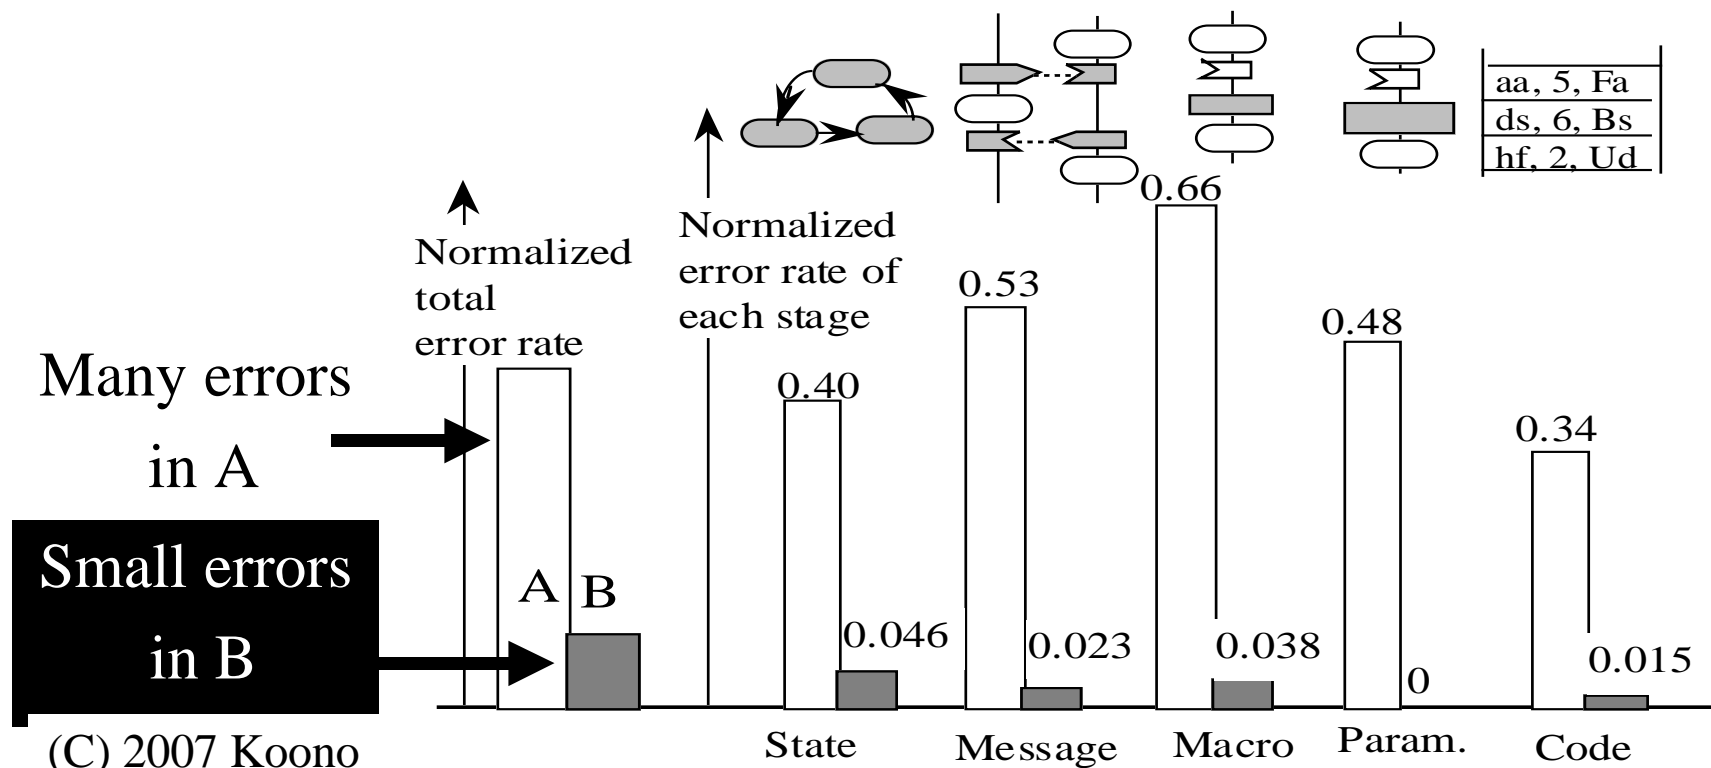 aa, 5, Fa
ds, 6, Bs
hf, 2, Ud
Normalized
total
error rate
Normalized
error rate of
each stage
Many errors
in A
Small errors
in B
A B
0.40
0.046
0.53
0.023
0.66
0.038
0.48
0
0.34
0.015
State
Message
Macro
Param.
Code
(C) 2007 Koono